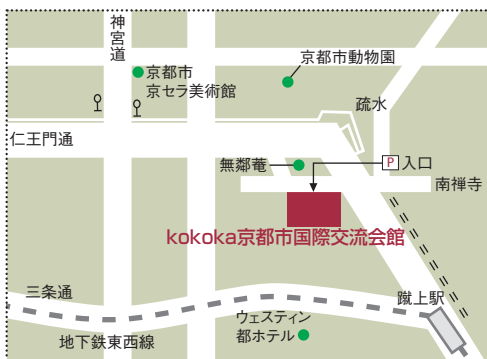 神宮道
京都市
京セラ美術館
京都市動物園
疏水
仁王門通
無鄰菴
P 入口
南禅寺
kokoka京都市国際交流会館
三条通
蹴上駅
ウェスティン
都ホテル
地下鉄東西線